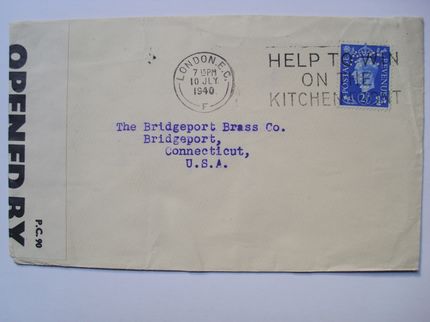 OPENED BY
P.C. 90
LONDON. E.C.
7 15PM
10 JLY
1940
F
HELP TO WIN
ON THE
KITCHEN
POSTAGE
REVENUE
The Bridgeport Brass Co.
Bridgeport,
Connecticut,
U.S.A.